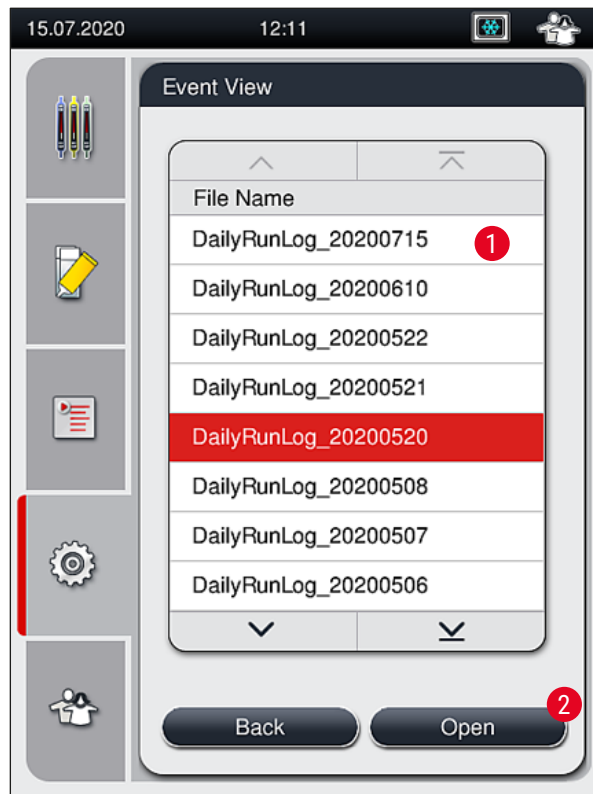 15.07.2020 12:11
Event View
File Name
DailyRunLog_20200715 1
DailyRunLog_20200610
DailyRunLog_20200522
DailyRunLog_20200521
DailyRunLog_20200520
DailyRunLog_20200508
DailyRunLog_20200507
DailyRunLog_20200506
Back Open 2